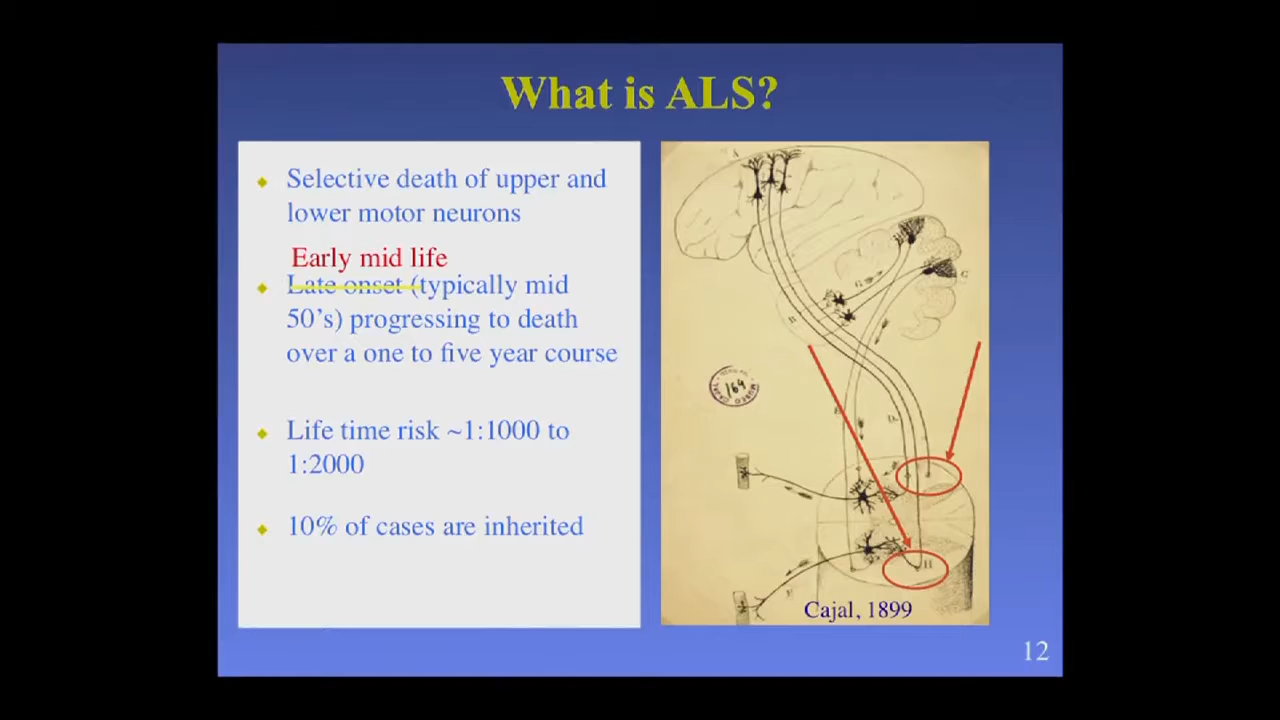 What is ALS?
Selective death of upper and
lower motor neurons
Early mid life
Late onset (typically mid
50's) progressing to death
over a one to five year course
Life time risk ~1:1000 to
1:2000
10% of cases are inherited
A
G
C
B
E
D
164
H
F
Cajal, 1899
12